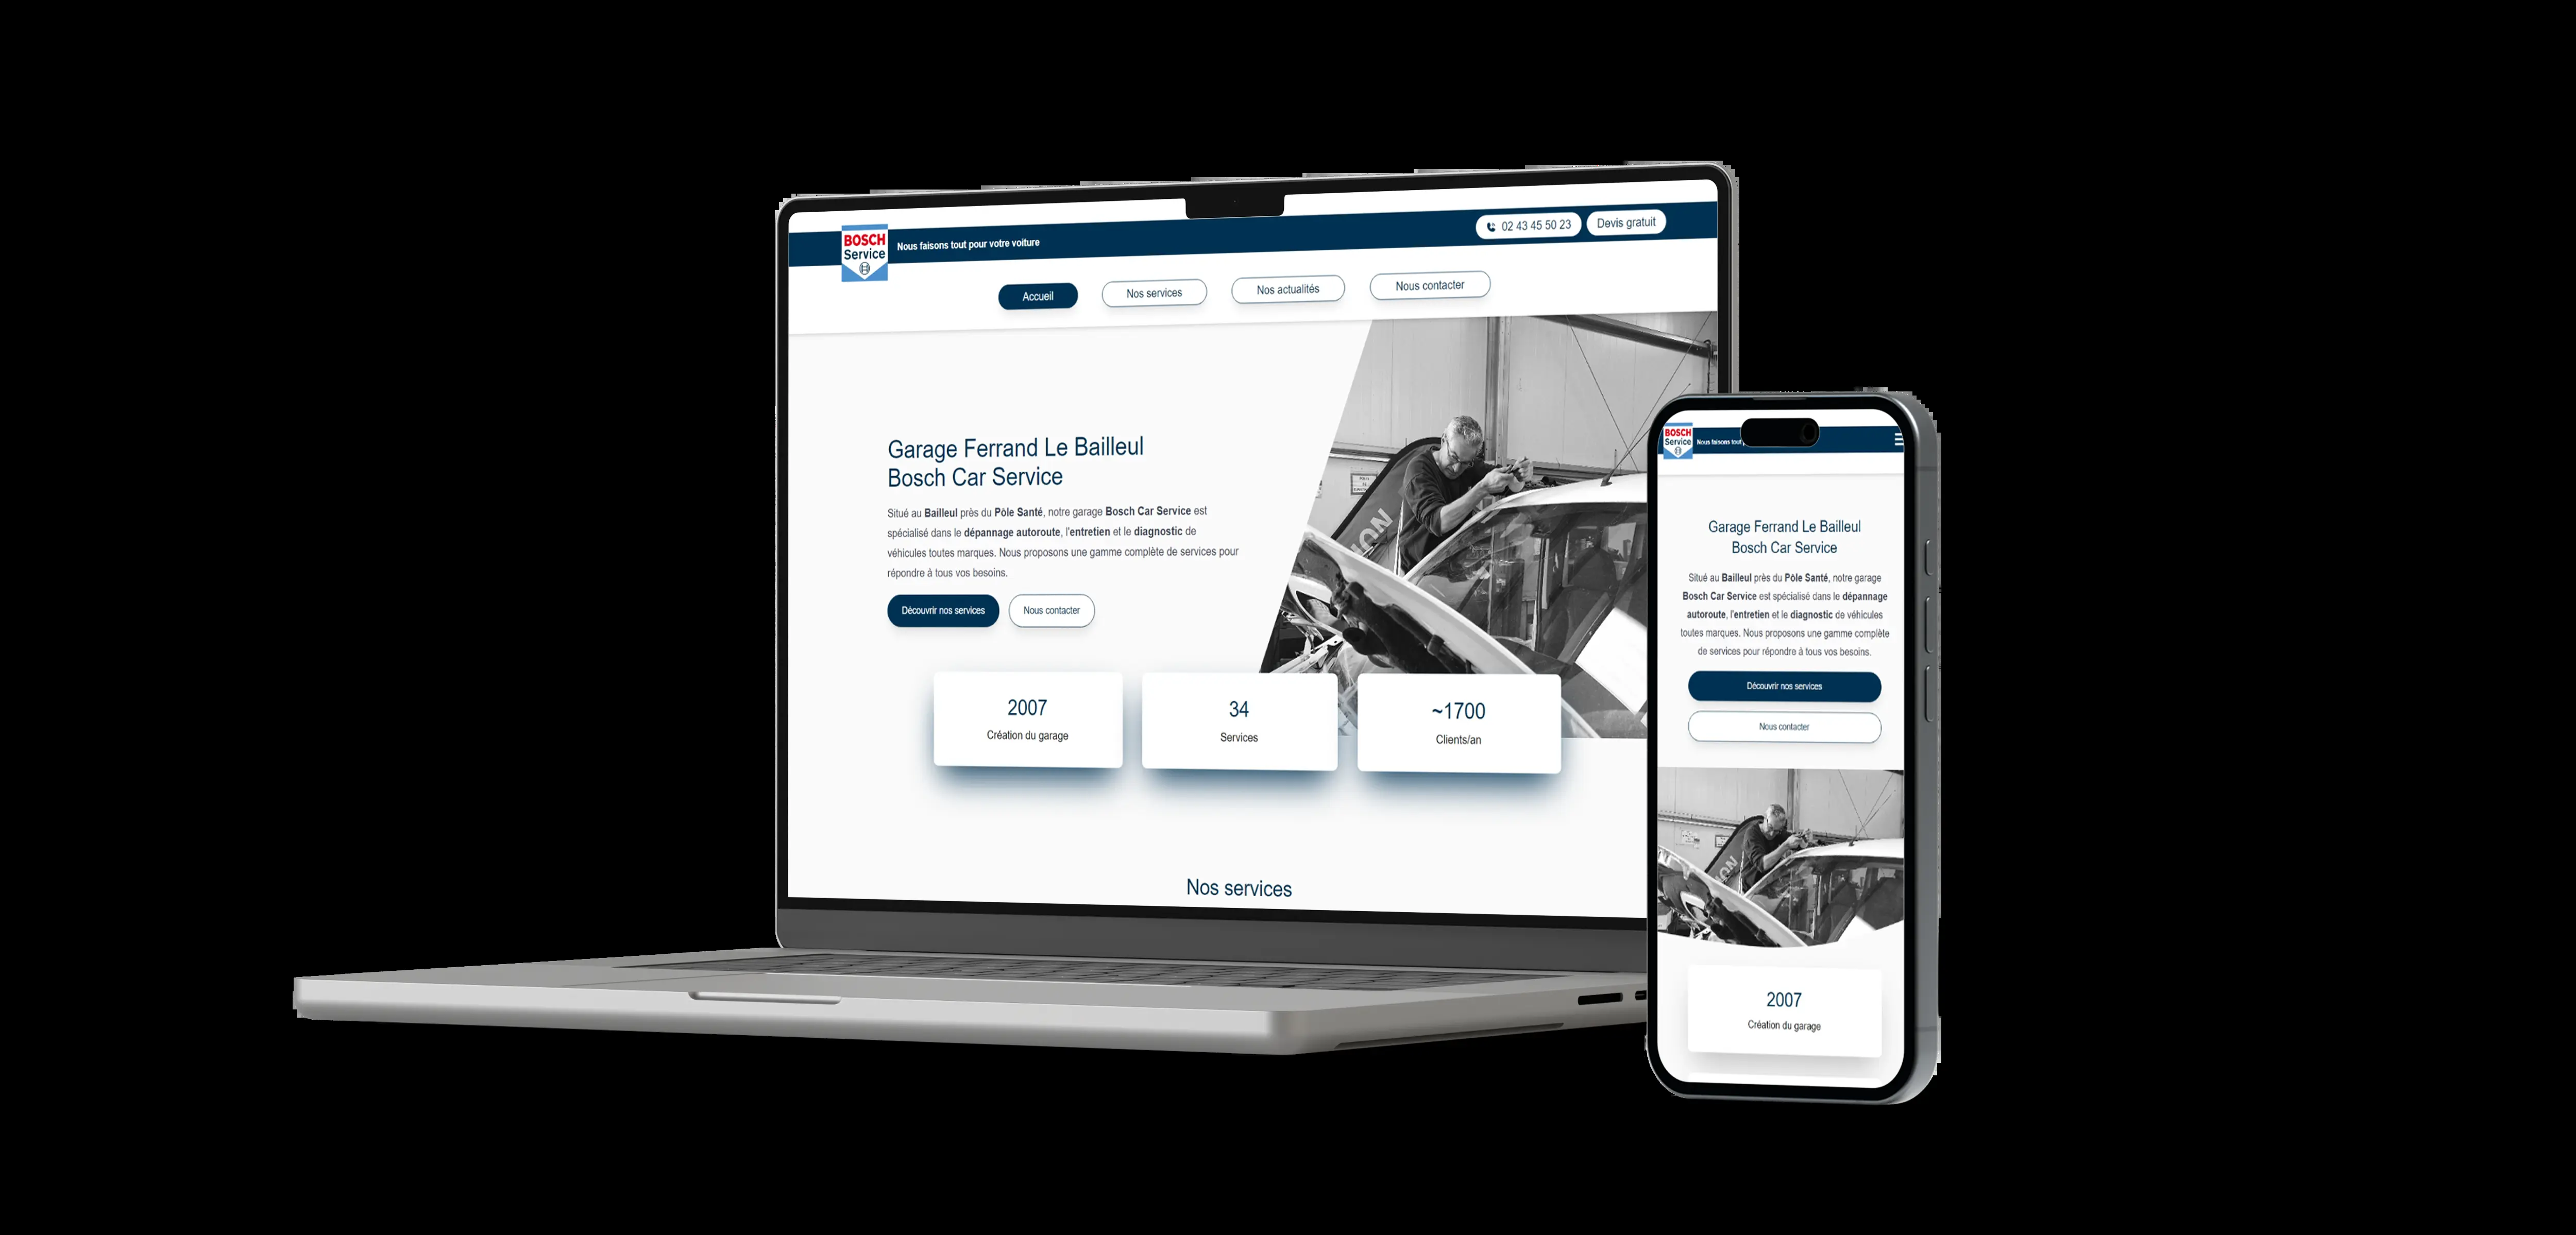 BOSCH
Service
Nous faisons tout pour votre voiture
02 43 45 50 23
Devis gratuit
Accueil
Nos services
Nos actualités
Nous contacter
Garage Ferrand Le Bailleul
Bosch Car Service
Situé au Bailleul près du Pôle Santé, notre garage Bosch Car Service est
spécialisé dans le dépannage autoroute, l'entretien et le diagnostic de
véhicules toutes marques. Nous proposons une gamme complète de services pour
répondre à tous vos besoins.
Découvrir nos services
Nous contacter
2007
Création du garage
34
Services
~1700
Clients/an
Nos services
BOSCH
Service
Nous faisons tout
Garage Ferrand Le Bailleul
Bosch Car Service
Situé au Bailleul près du Pôle Santé, notre garage
Bosch Car Service est spécialisé dans le dépannage
autoroute, l'entretien et le diagnostic de véhicules
toutes marques. Nous proposons une gamme complète
de services pour répondre à tous vos besoins.
Découvrir nos services
Nous contacter
2007
Création du garage